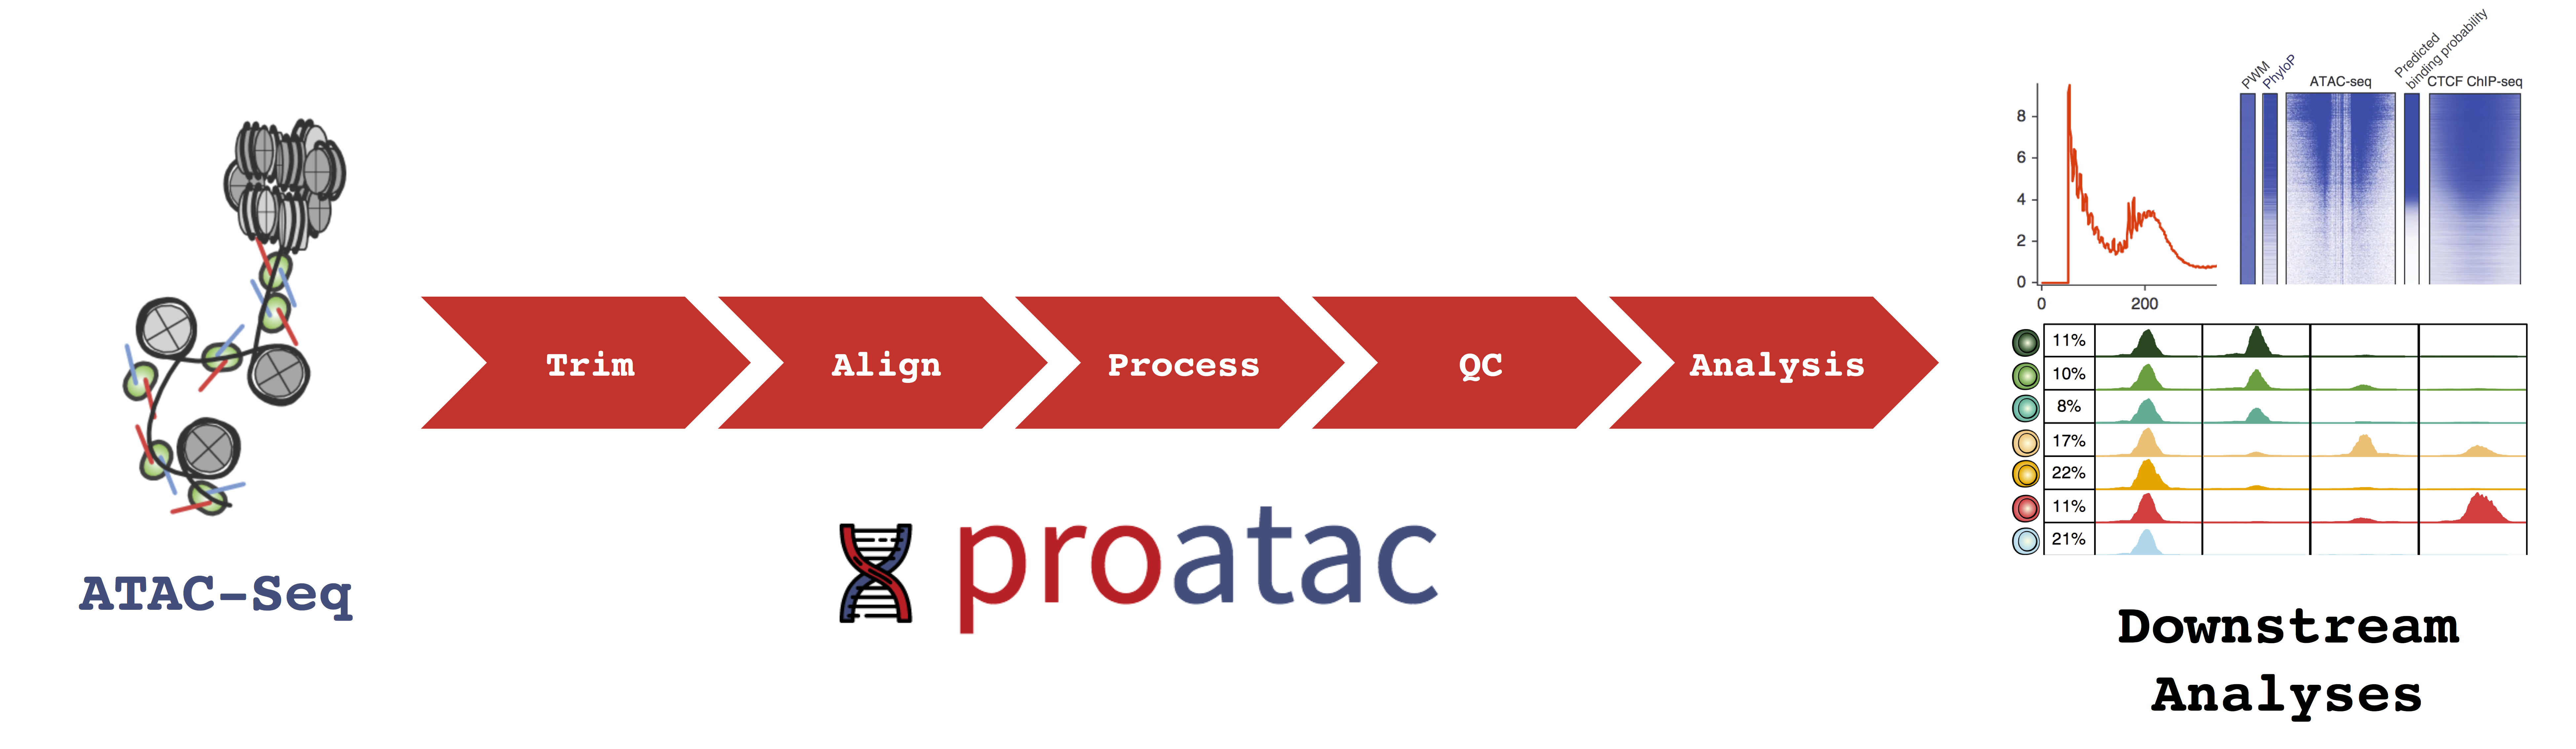 ATAC-Seq
Trim
Align
Process
QC
Analysis
proatac
8
6
4
2
0
0
200
PWM
PhyloP
ATAC-seq
Predicted
binding probability
CTCF ChIP-seq
11%
10%
8%
17%
22%
11%
21%
Downstream
Analyses